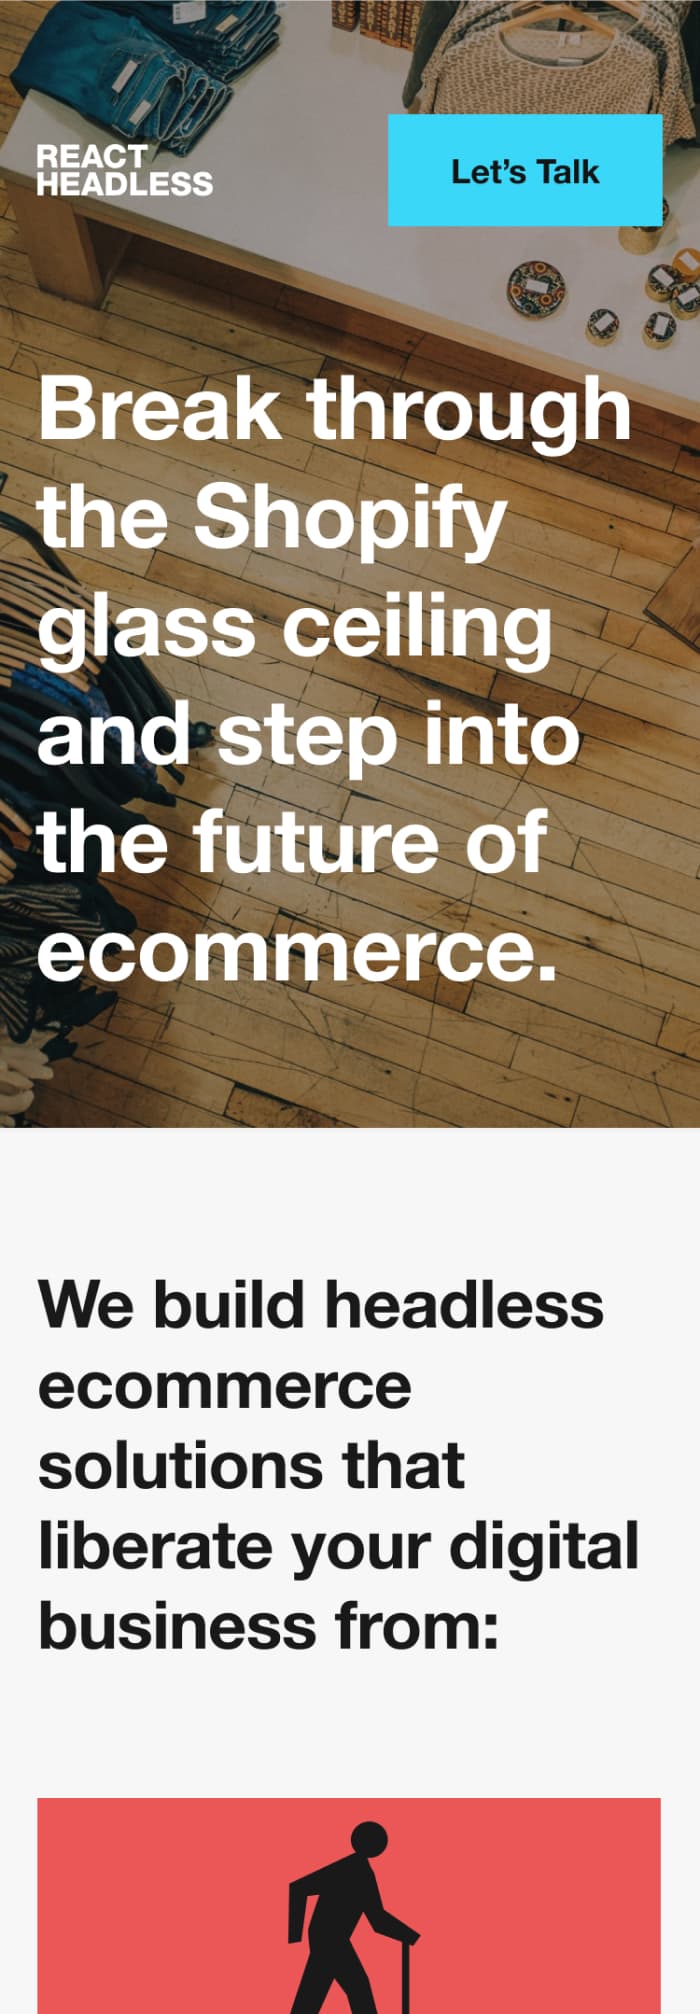 REACT
HEADLESS
Let's Talk
Break through
the Shopify
glass ceiling
and step into
the future of
ecommerce.
We build headless
ecommerce
solutions that
liberate your digital
business from: